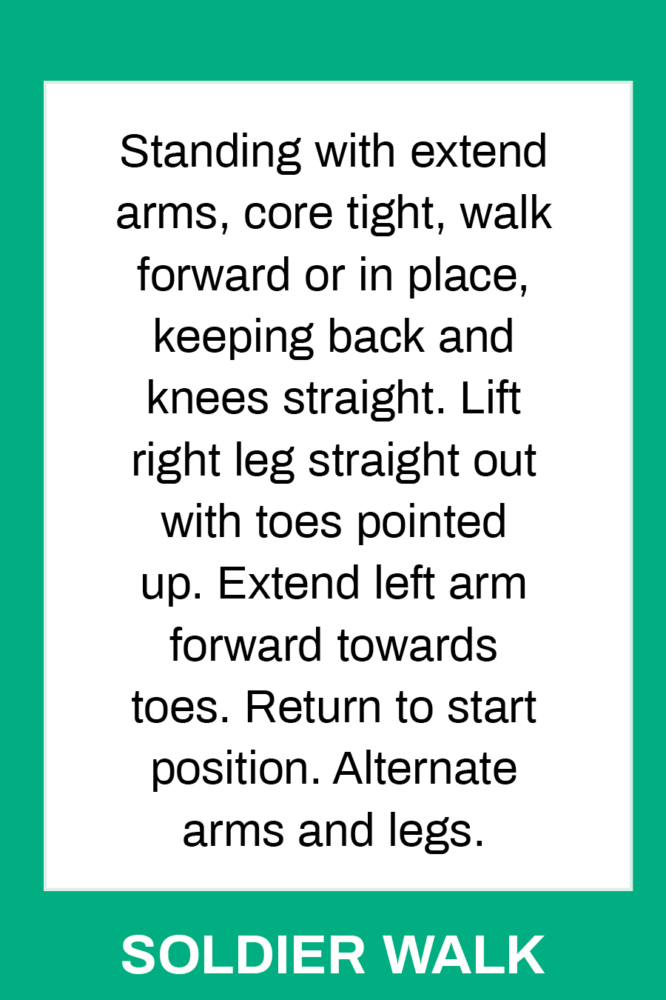 Standing with extend
arms, core tight, walk
forward or in place,
keeping back and
knees straight. Lift
right leg straight out
with toes pointed
up. Extend left arm
forward towards
toes. Return to start
position. Alternate
arms and legs.
SOLDIER WALK